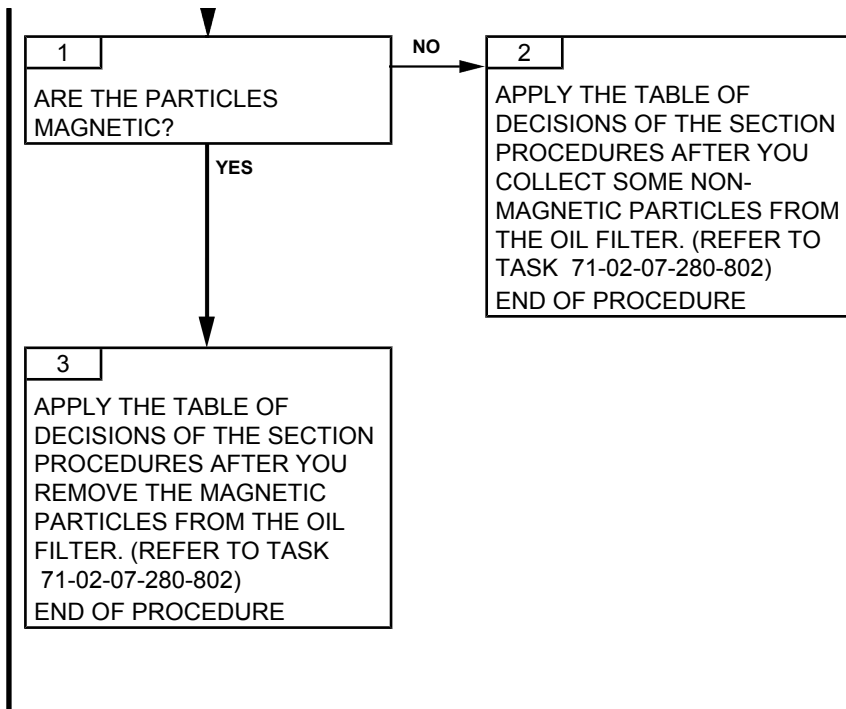 1
ARE THE PARTICLES
MAGNETIC?
NO
2
APPLY THE TABLE OF
DECISIONS OF THE SECTION
PROCEDURES AFTER YOU
COLLECT SOME NON-
MAGNETIC PARTICLES FROM
THE OIL FILTER. (REFER TO
TASK 71-02-07-280-802)
END OF PROCEDURE
YES
3
APPLY THE TABLE OF
DECISIONS OF THE SECTION
PROCEDURES AFTER YOU
REMOVE THE MAGNETIC
PARTICLES FROM THE OIL
FILTER. (REFER TO TASK
71-02-07-280-802)
END OF PROCEDURE